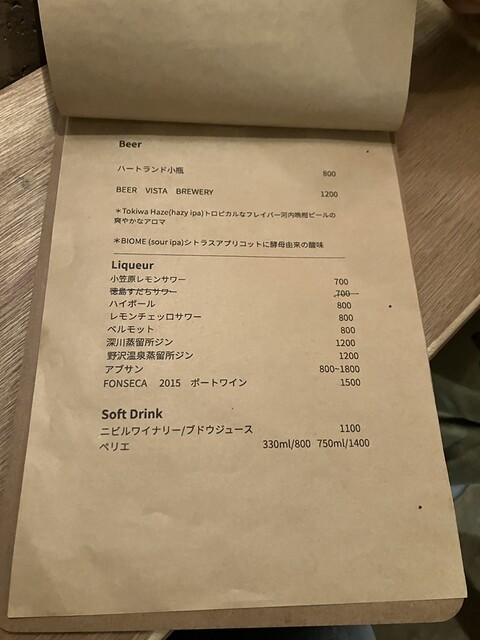 Beer
ハートランド小瓶 800
BEER VISTA BREWERY 1200
＊Tokiwa Haze(hazy ipa)トロピカルなフレイバー河内晩柑ピールの
爽やかなアロマ
＊BIOME (sour ipa)シトラスアプリコットに酵母由来の酸味
Liqueur
小笠原レモンサワー 700
徳島すだちサワー 700
ハイボール 800
レモンチェッロサワー 800
ベルモット 800
深川蒸留所ジン 1200
野沢温泉蒸留所ジン 1200
アブサン 800~1800
FONSECA 2015 ポートワイン 1500
Soft Drink
ニピルワイナリー/ブドウジュース 1100
ペリエ 330ml/800 750ml/1400